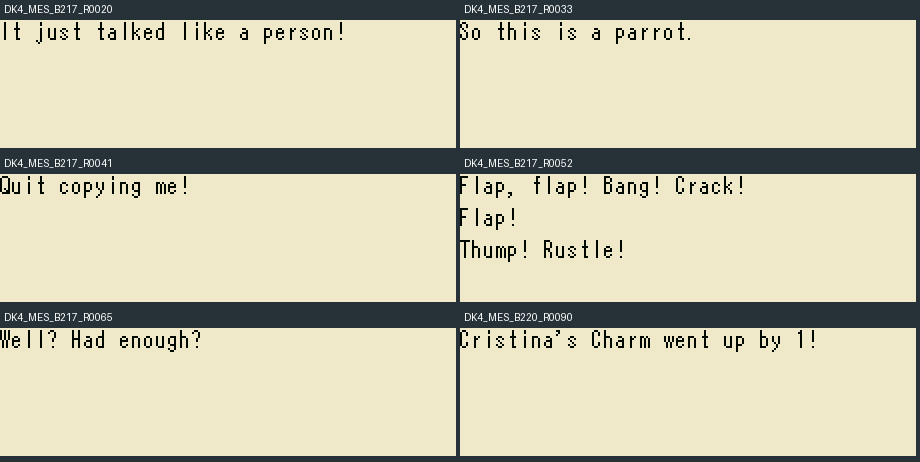 DK4_MES_B217_R0020
It just talked like a person!
DK4_MES_B217_R0033
So this is a parrot.
DK4_MES_B217_R0041
Quit copying me!
DK4_MES_B217_R0052
Flap, flap! Bang! Crack!
Flap!
Thump! Rustle!
DK4_MES_B217_R0065
Well? Had enough?
DK4_MES_B220_R0090
Cristina's Charm went up by 1!